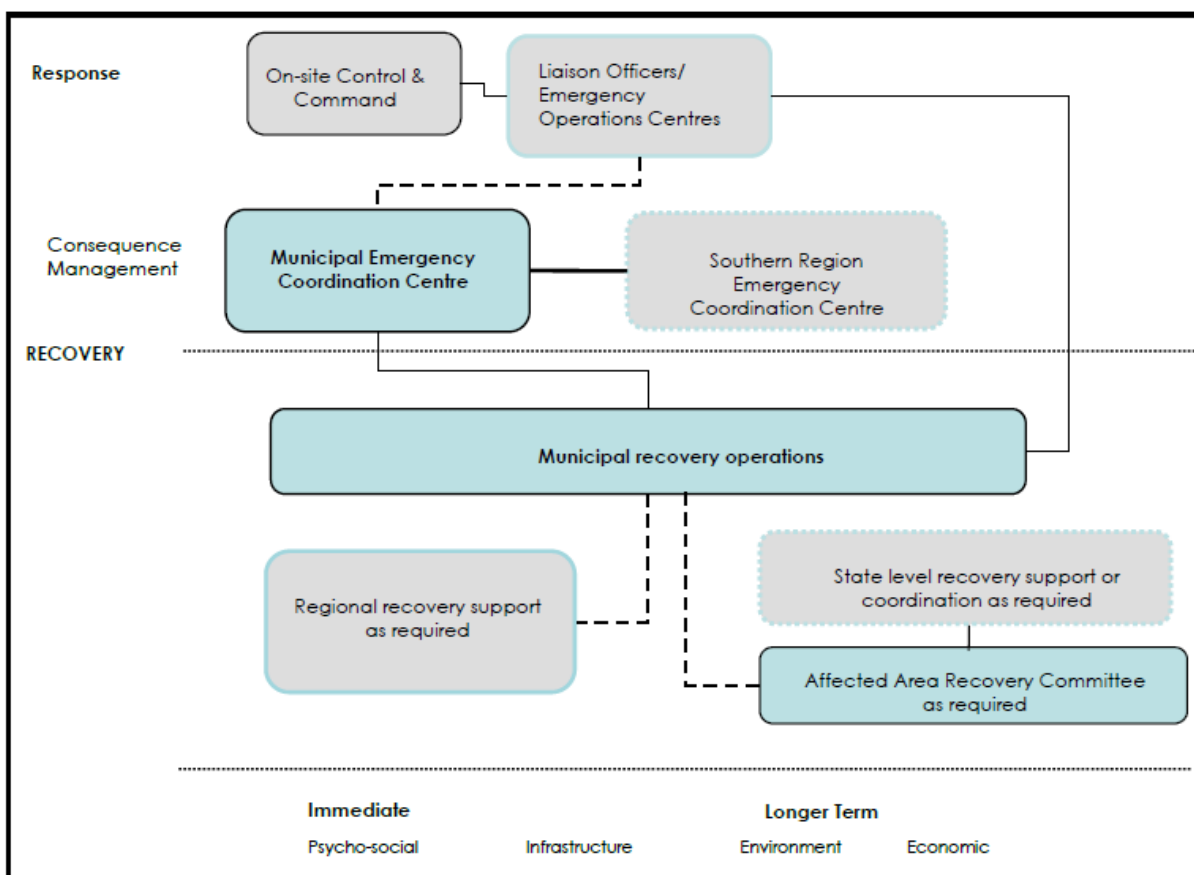 Response
On-site Control &
Command
Liaison Officers/
Emergency
Operations Centres
Consequence
Management
Municipal Emergency
Coordination Centre
Southern Region
Emergency
Coordination Centre
RECOVERY
Municipal recovery operations
Regional recovery support
as required
State level recovery support or
coordination as required
Affected Area Recovery Committee
as required
Immediate
Longer Term
Psycho-social
Infrastructure
Environment
Economic